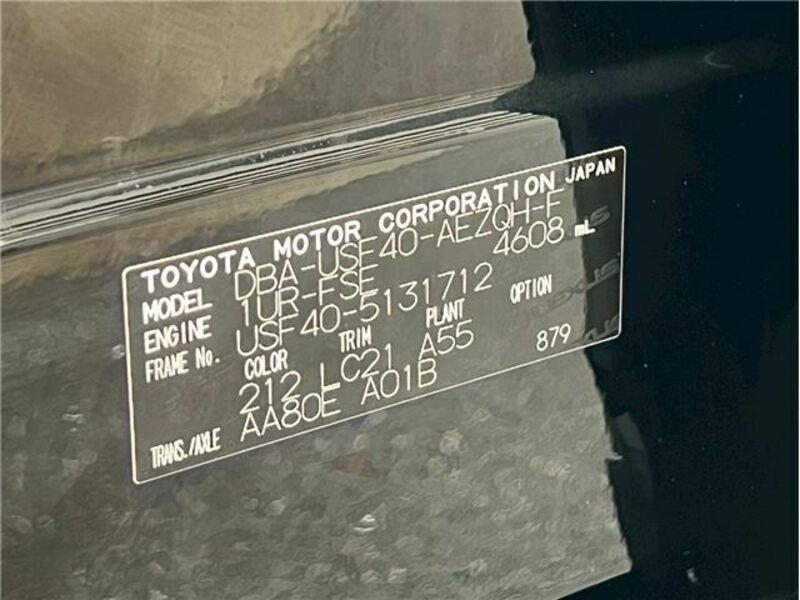 TOYOTA MOTOR CORPORATION JAPAN
MODEL DBA-USF40-AEZQH-F
ENGINE 1UR-FSE 4608 mL
FRAME No. USF40-5131712
COLOR TRIM PLANT OPTION
212 LC21 A55 879
TRANS./AXLE AA80E A01B
LEXUS